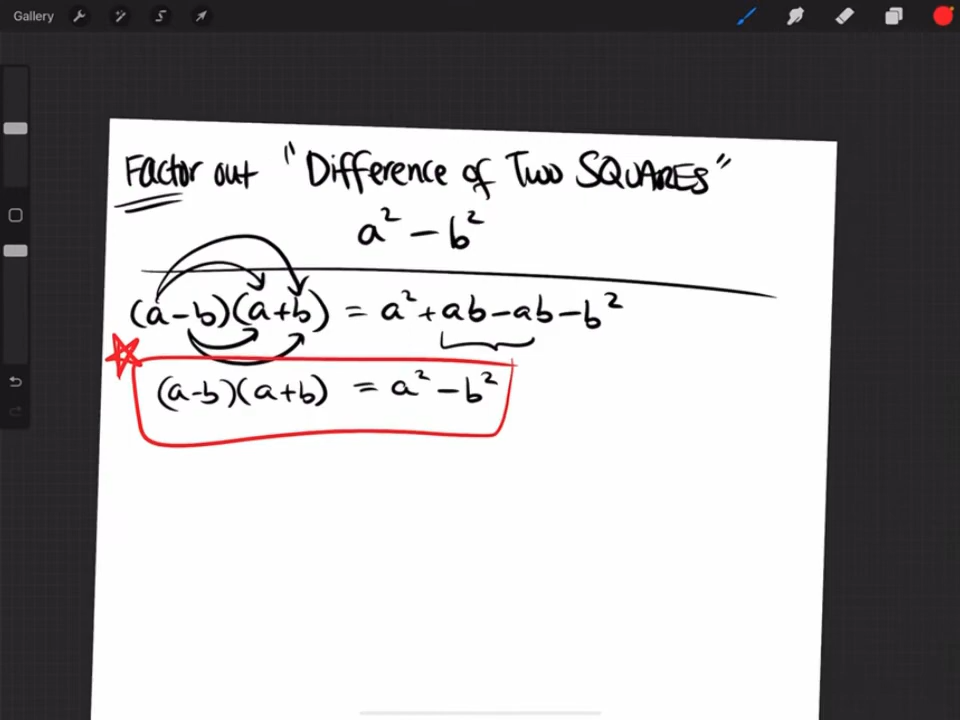 Gallery
Factor out "Difference of Two SQUARES"
a² - b²
(a-b)(a+b) = a² + ab - ab - b²
(a-b)(a+b) = a² - b²